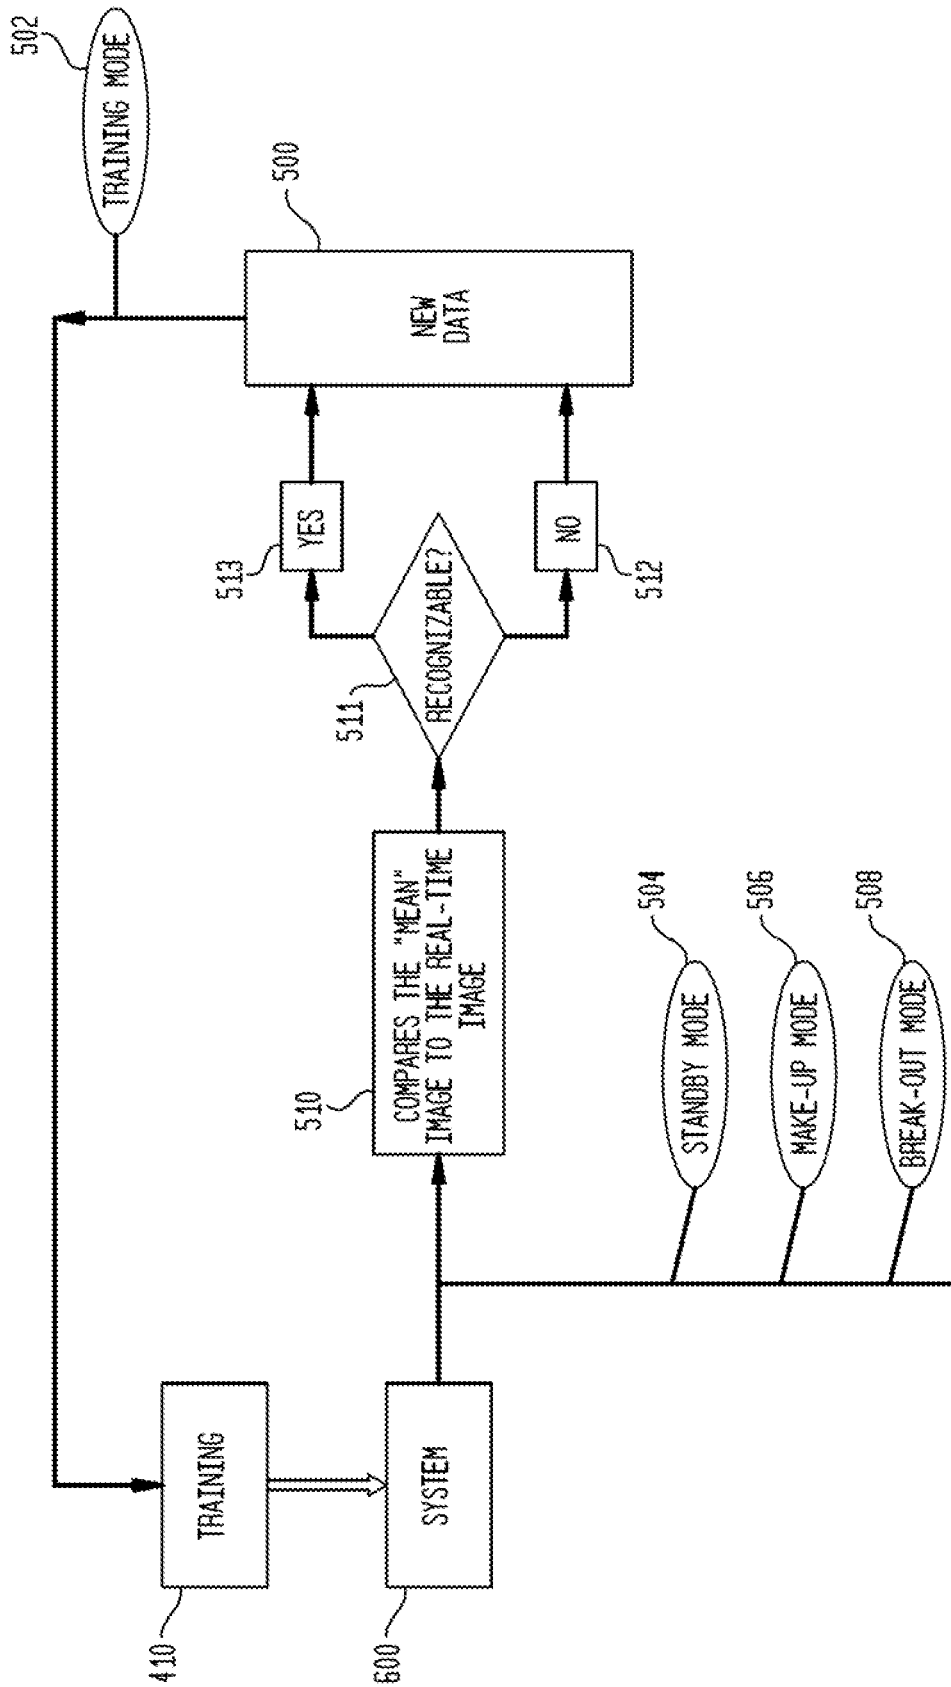 410
TRAINING
600
SYSTEM
502
TRAINING MODE
510
COMPARES THE "MEAN"
IMAGE TO THE REAL-TIME
IMAGE
511
RECOGNIZABLE?
513
YES
NO
512
500
NEW
DATA
STANDBY MODE
504
MAKE-UP MODE
506
BREAK-OUT MODE
508